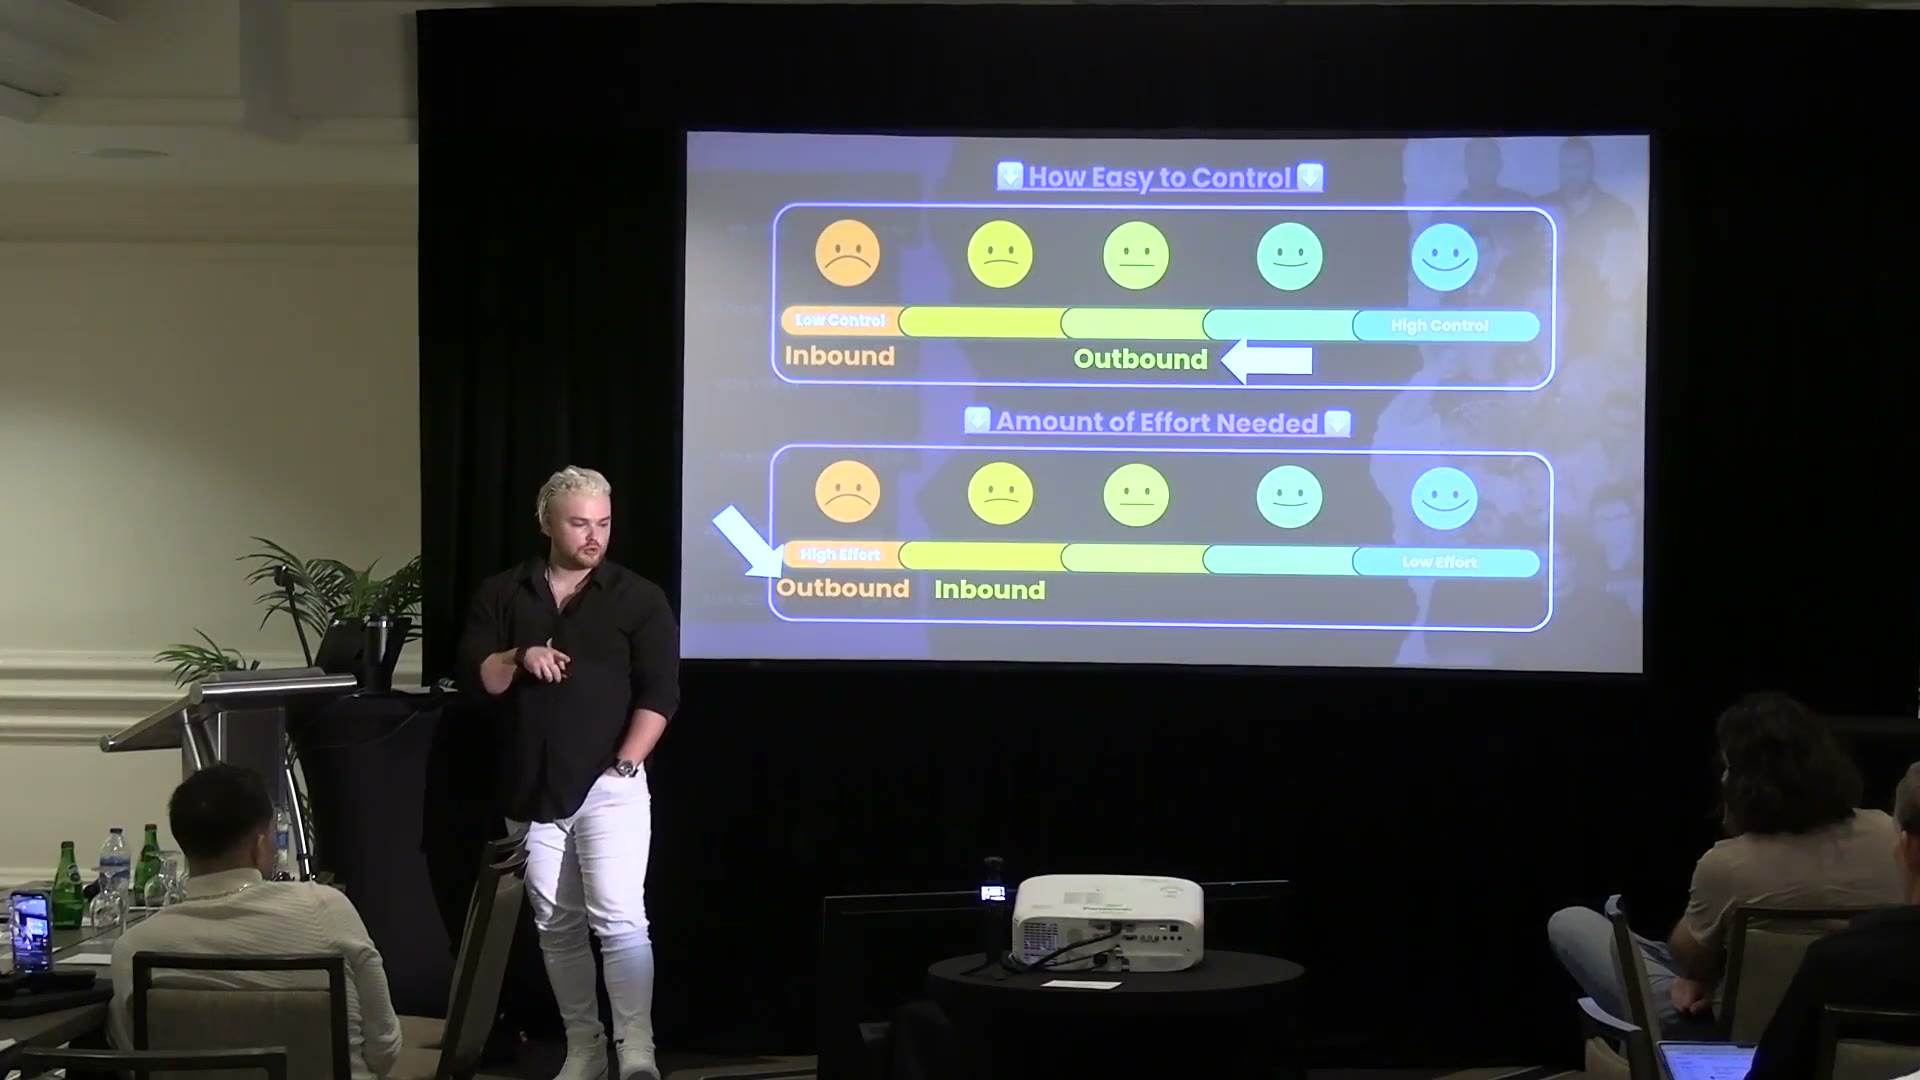 How Easy to Control
Low Control
High Control
Inbound
Outbound
Amount of Effort Needed
High Effort
Low Effort
Outbound
Inbound